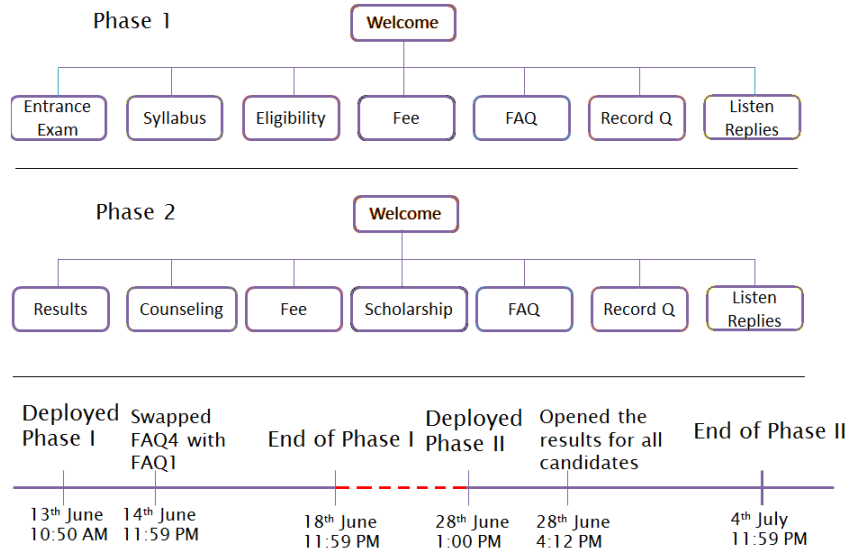 Phase 1
Welcome
Entrance
Exam
Syllabus
Eligibility
Fee
FAQ
Record Q
Listen
Replies
Phase 2
Welcome
Results
Counseling
Fee
Scholarship
FAQ
Record Q
Listen
Replies
Deployed
Phase I
Swapped
FAQ4 with
FAQ1
End of Phase I
Deployed
Phase II
Opened the
results for all
candidates
End of Phase II
13th June
10:50 AM
14th June
11:59 PM
18th June
11:59 PM
28th June
1:00 PM
28th June
4:12 PM
4th July
11:59 PM